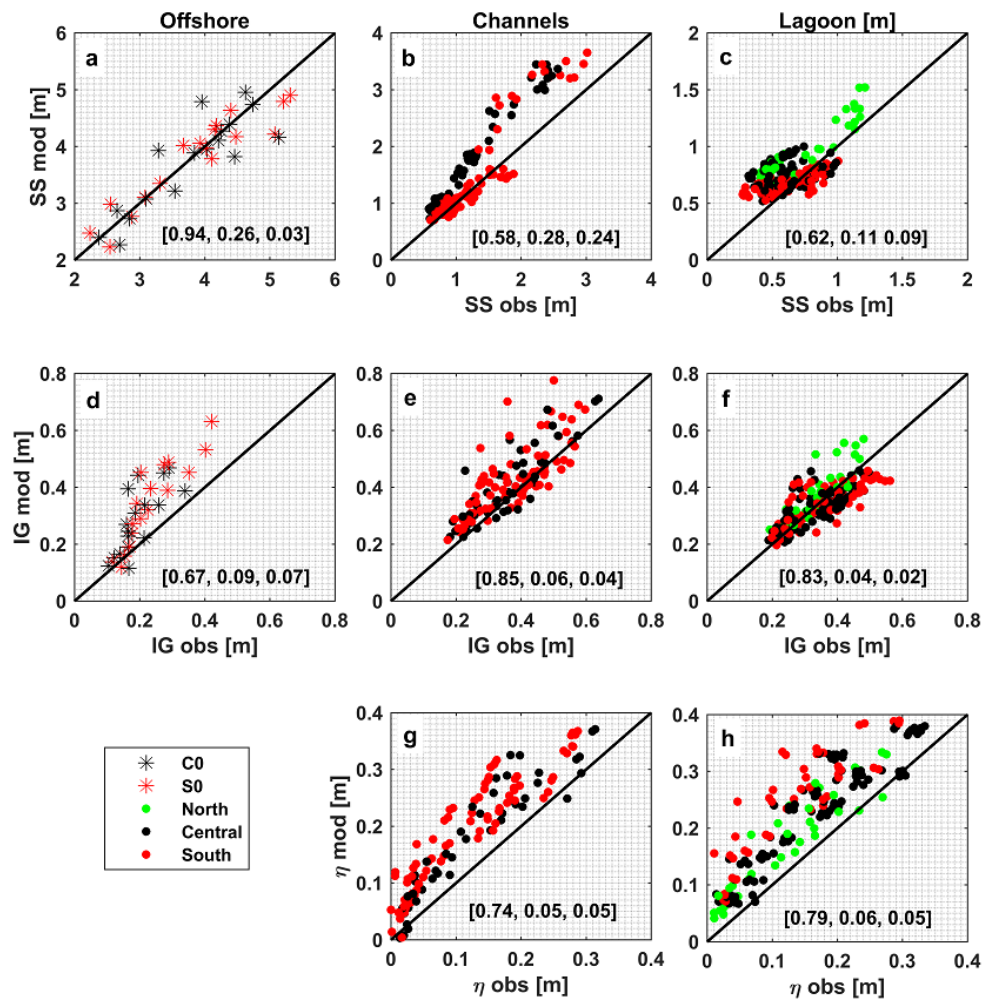 Offshore
Channels
Lagoon [m]
a
SS mod [m]
6
5
4
3
2
2 3 4 5 6
[0.94, 0.26, 0.03]
b
4
3
2
1
0
0 1 2 3 4
[0.58, 0.28, 0.24]
SS obs [m]
c
2
1.5
1
0.5
0
0 0.5 1 1.5 2
[0.62, 0.11 0.09]
SS obs [m]
d
IG mod [m]
0.8
0.6
0.4
0.2
0
0 0.2 0.4 0.6 0.8
[0.67, 0.09, 0.07]
IG obs [m]
e
0.8
0.6
0.4
0.2
0
0 0.2 0.4 0.6 0.8
[0.85, 0.06, 0.04]
IG obs [m]
f
0.8
0.6
0.4
0.2
0
0 0.2 0.4 0.6 0.8
[0.83, 0.04, 0.02]
IG obs [m]
C0
S0
North
Central
South
g
η mod [m]
0.4
0.3
0.2
0.1
0
0 0.1 0.2 0.3 0.4
[0.74, 0.05, 0.05]
η obs [m]
h
η mod [m]
0.4
0.3
0.2
0.1
0
0 0.1 0.2 0.3 0.4
[0.79, 0.06, 0.05]
η obs [m]